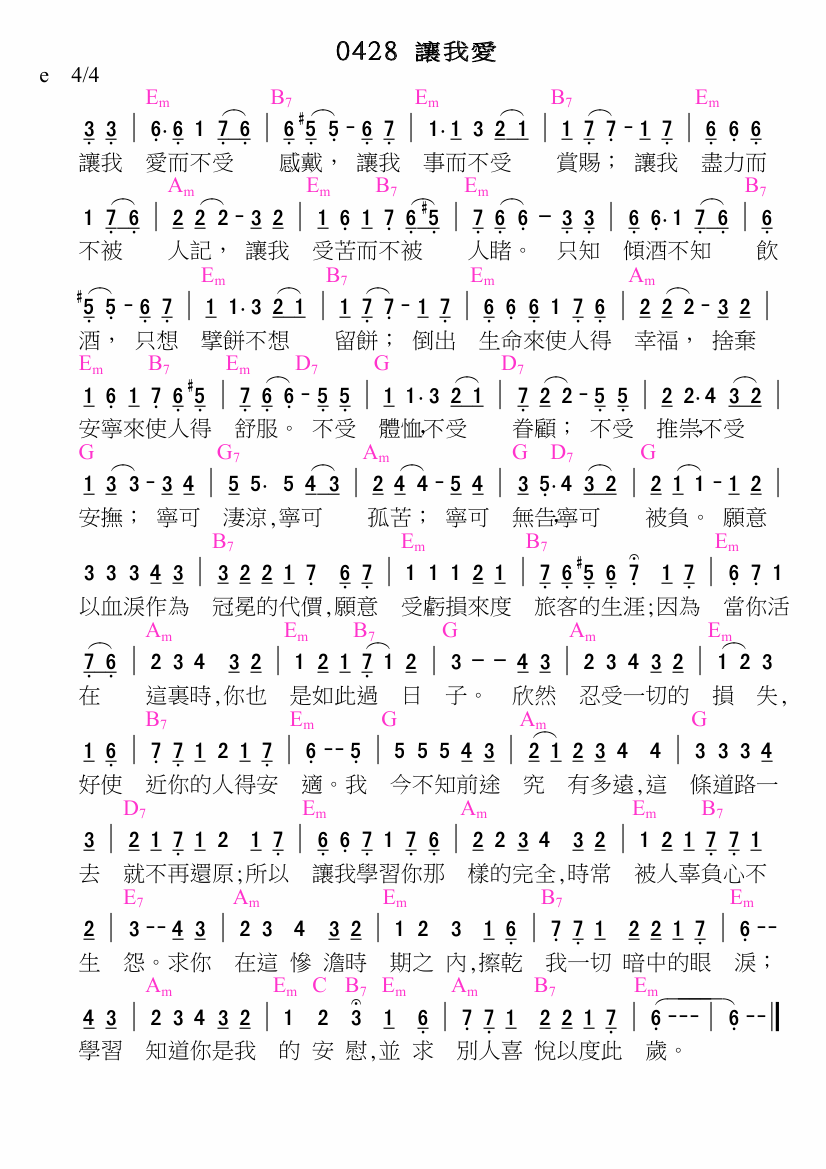 0428 讓我愛
e 4/4
Em B7 Em B7 Em
3 3 | 6. 6 1 7 6 | 6 #5 5 - 6 7 | 1. 1 3 2 1 | 1 7 7 - 1 7 | 6 6 6
讓我 愛而不受 感戴， 讓我 事而不受 賞賜； 讓我 盡力而
Am Em B7 Em B7
1 7 6 | 2 2 2 - 3 2 | 1 6 1 7 6 #5 | 7 6 6 - 3 3 | 6 6. 1 7 6 | 6
不被 人記， 讓我 受苦而不被 人睹。 只知 傾酒不知 飲
Em B7 Em Am
#5 5 - 6 7 | 1 1. 3 2 1 | 1 7 7 - 1 7 | 6 6 6 1 7 6 | 2 2 2 - 3 2 |
酒， 只想 擘餅不想 留餅； 倒出 生命來使人得 幸福， 捨棄
Em B7 Em D7 G D7
1 6 1 7 6 #5 | 7 6 6 - 5 5 | 1 1. 3 2 1 | 7 2 2 - 5 5 | 2 2. 4 3 2 |
安寧來使人得 舒服。 不受 體恤,不受 眷顧； 不受 推崇,不受
G G7 Am G D7 G
1 3 3 - 3 4 | 5 5. 5 4 3 | 2 4 4 - 5 4 | 3 5. 4 3 2 | 2 1 1 - 1 2 |
安撫； 寧可 淒涼,寧可 孤苦； 寧可 無告,寧可 被負。 願意
B7 Em B7 Em
3 3 3 4 3 | 3 2 2 1 7 6 7 | 1 1 1 2 1 | 7 6 #5 6 7 1 7 | 6 7 1
以血淚作為 冠冕的代價,願意 受虧損來度 旅客的生涯;因為 當你活
Am Em B7 G Am Em
7 6 | 2 3 4 3 2 | 1 2 1 7 1 2 | 3 - - 4 3 | 2 3 4 3 2 | 1 2 3
在 這裏時,你也 是如此過 日 子。 欣然 忍受一切的 損 失,
B7 Em G Am G
1 6 | 7 7 1 2 1 7 | 6 - - 5 | 5 5 5 4 3 | 2 1 2 3 4 4 | 3 3 3 4
好使 近你的人得安 適。我 今不知前途 究 有多遠,這 條道路一
D7 Em Am Em B7
3 | 2 1 7 1 2 1 7 | 6 6 7 1 7 6 | 2 2 3 4 3 2 | 1 2 1 7 7 1
去 就不再還原;所以 讓我學習你那 樣的完全,時常 被人辜負心不
E7 Am Em B7 Em
2 | 3 - - 4 3 | 2 3 4 3 2 | 1 2 3 1 6 | 7 7 1 2 2 1 7 | 6 - -
生 怨。求你 在這 慘 澹時 期之 內,擦乾 我一切 暗中的眼 淚；
Am Em C B7 Em Am B7 Em
4 3 | 2 3 4 3 2 | 1 2 3 1 6 | 7 7 1 2 2 1 7 | 6 - - - | 6 - - ‖
學習 知道你是我 的 安 慰,並 求 別人喜 悅以度此 歲。